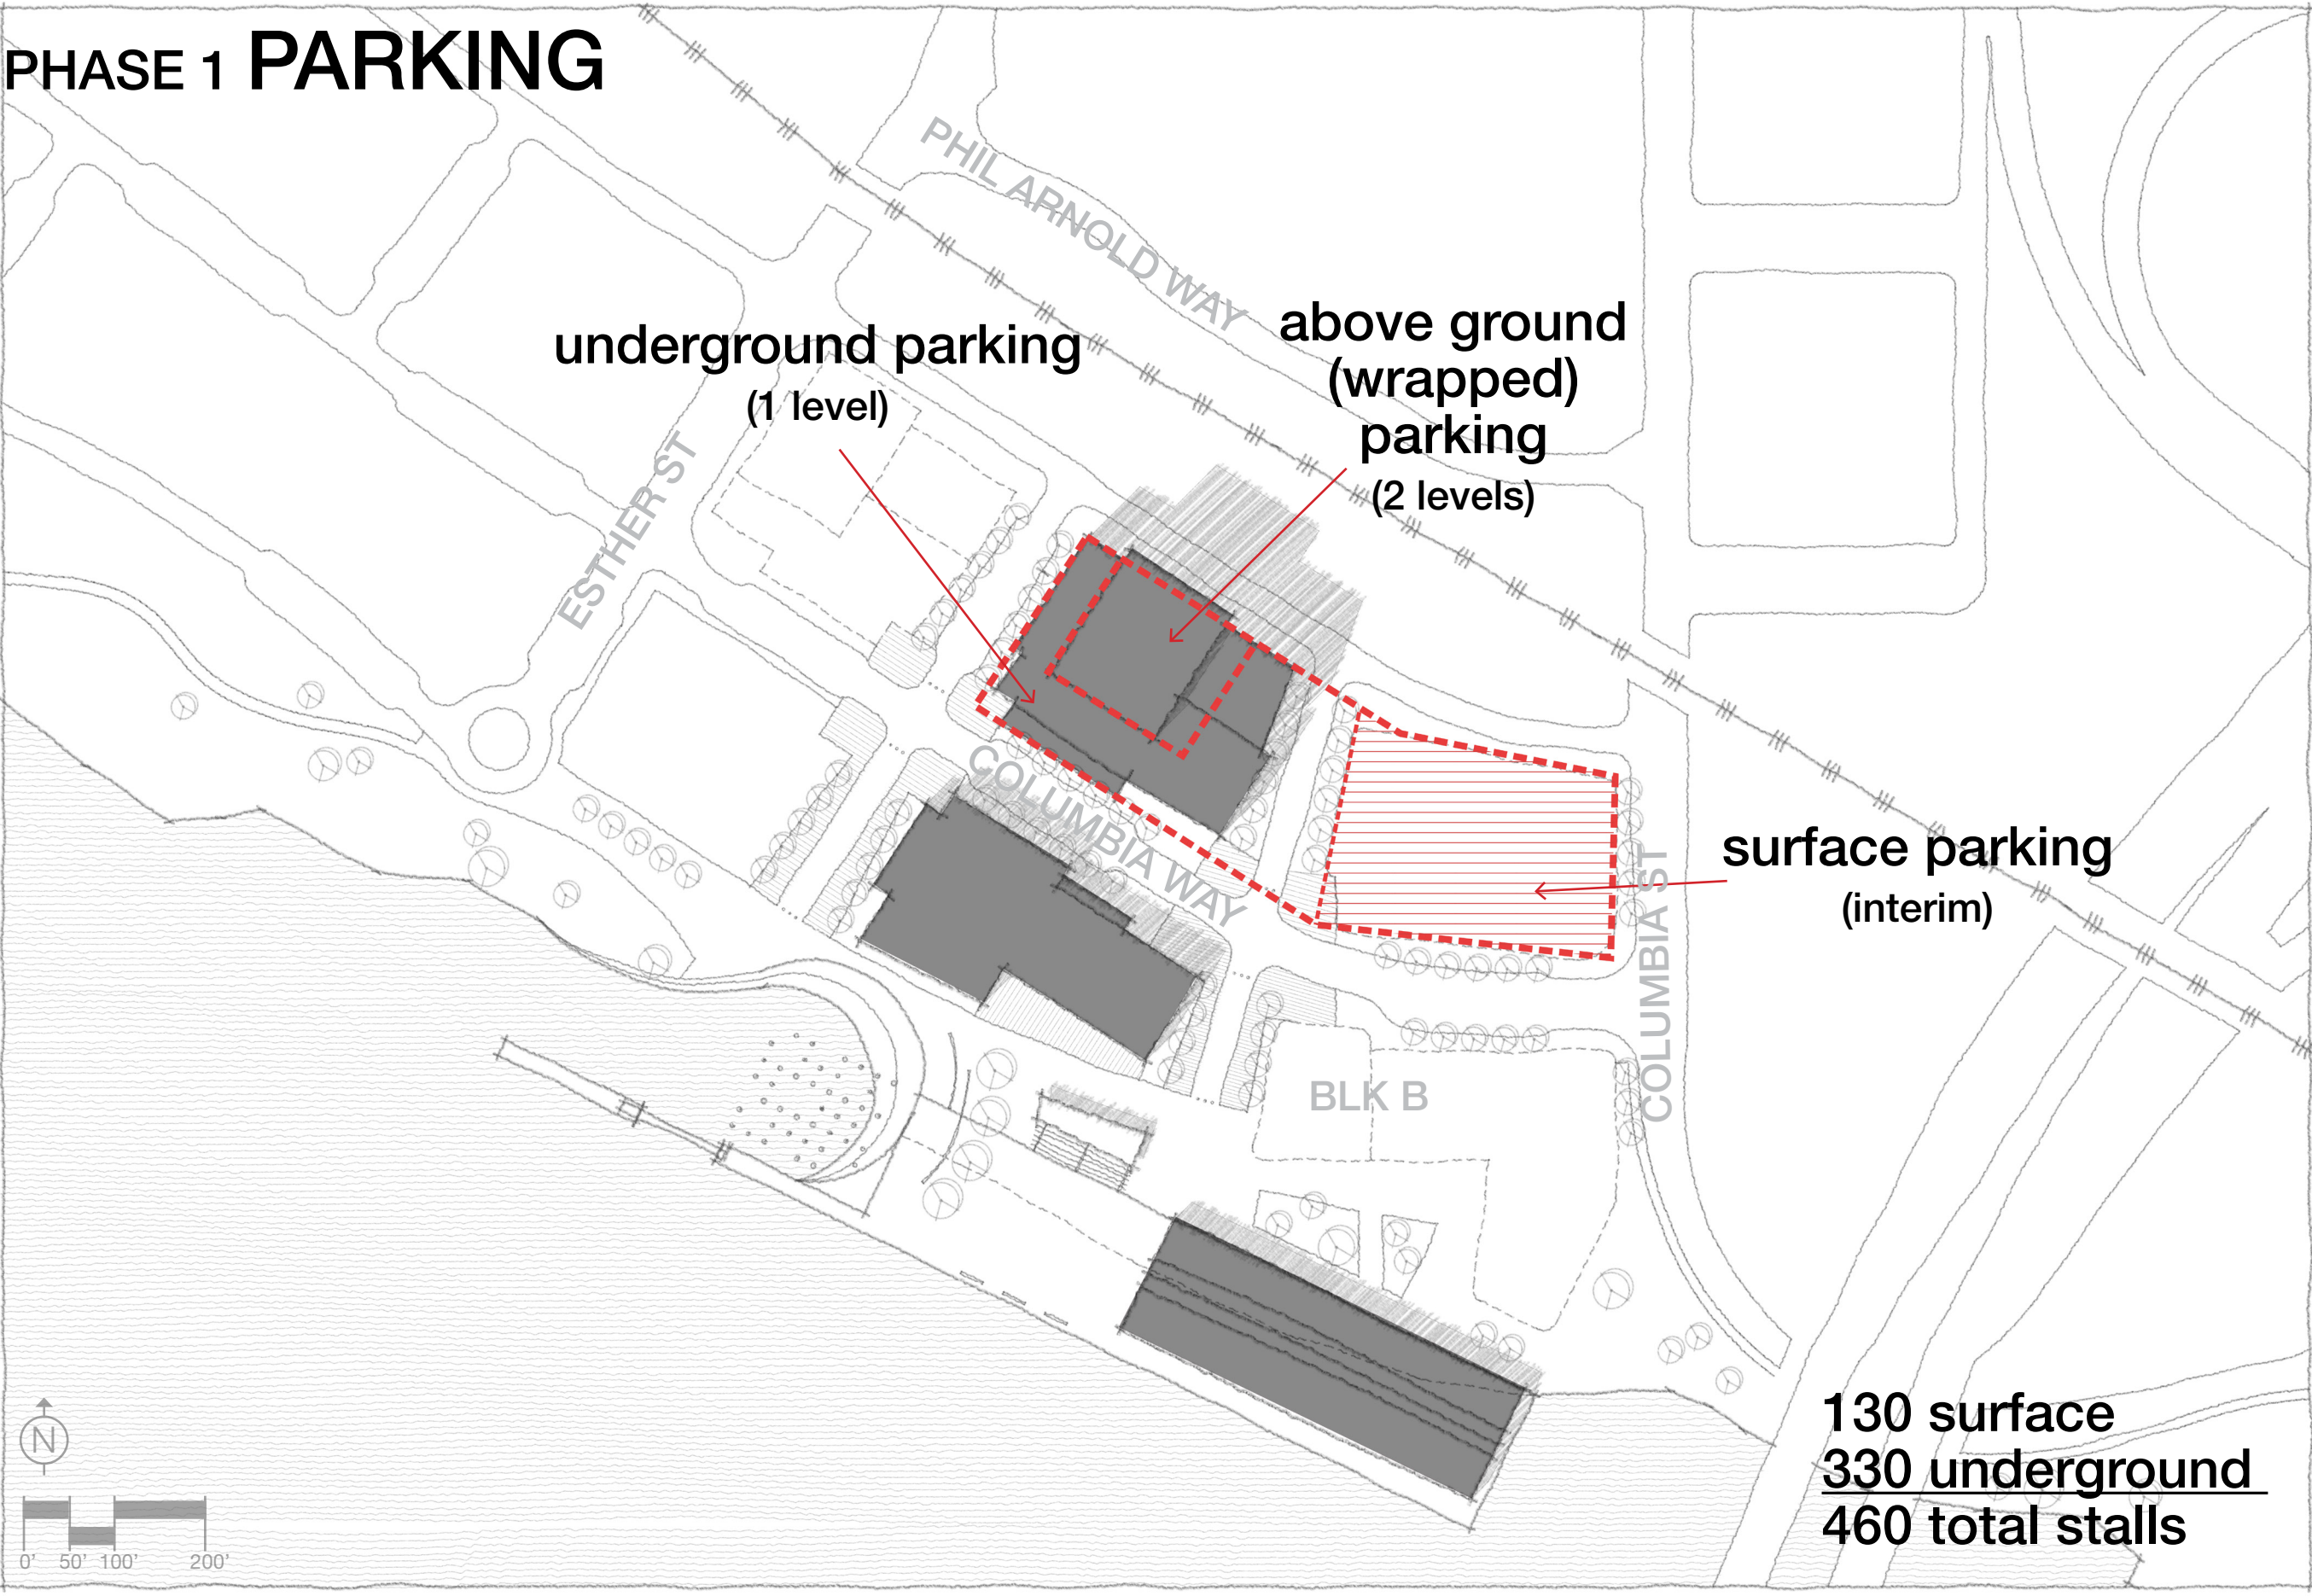 PHASE 1 PARKING
PHIL ARNOLD WAY
underground parking
(1 level)
above ground
(wrapped)
parking
(2 levels)
ESTHER ST
COLUMBIA WAY
surface parking
(interim)
COLUMBIA ST
BLK B
N
0' 50' 100' 200'
130 surface
330 underground
460 total stalls